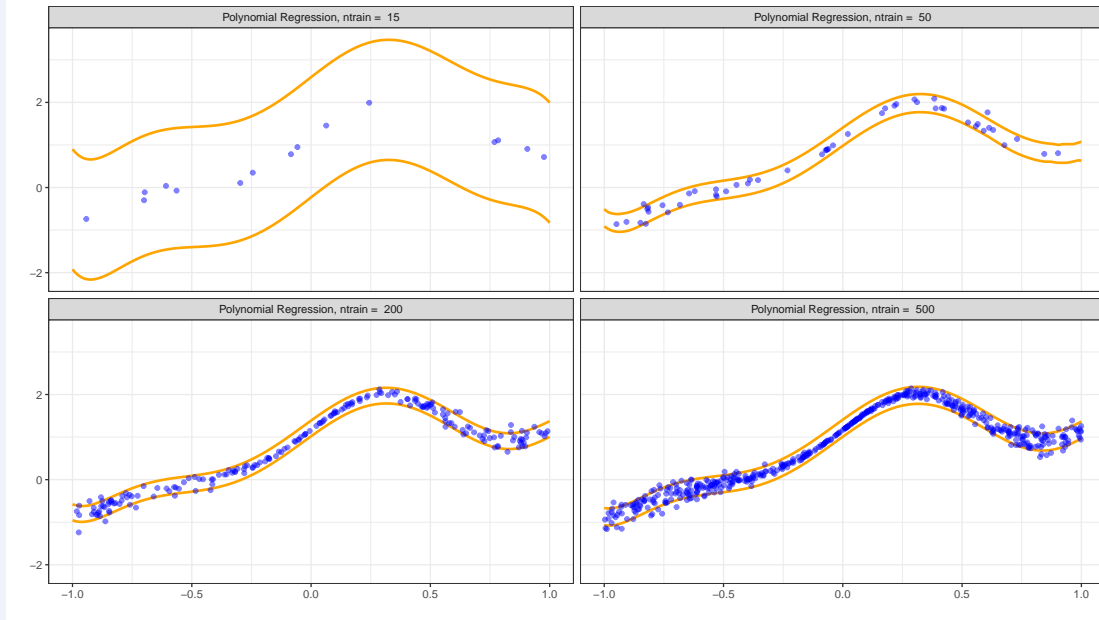 Polynomial Regression, ntrain = 15
Polynomial Regression, ntrain = 50
2
0
−2
Polynomial Regression, ntrain = 200
Polynomial Regression, ntrain = 500
2
0
−2
−1.0 −0.5 0.0 0.5 1.0
−1.0 −0.5 0.0 0.5 1.0